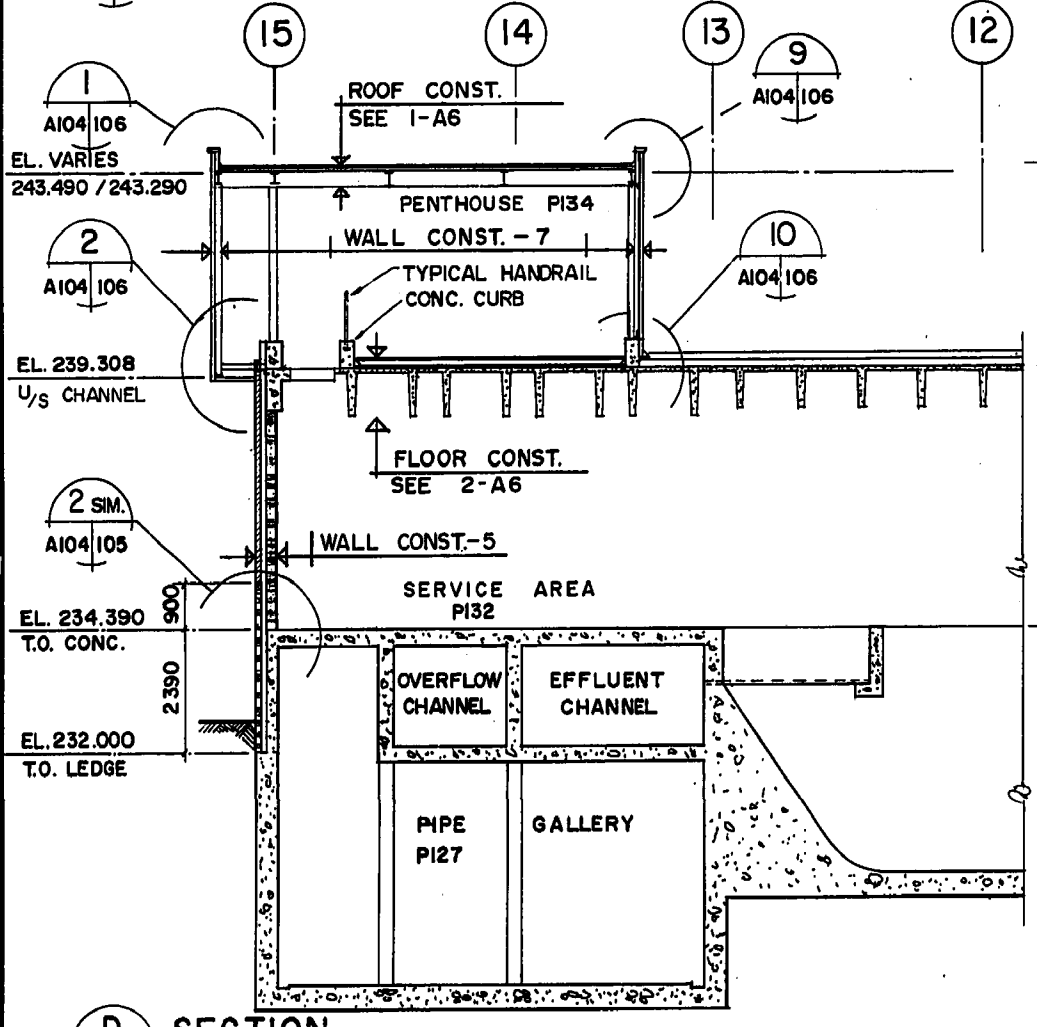 15
14
13
12
1
A104 106
ROOF CONST.
SEE 1-A6
9
A104 106
EL. VARIES
243.490 / 243.290
PENTHOUSE P134
2
A104 106
WALL CONST. - 7
10
A104 106
TYPICAL HANDRAIL
CONC. CURB
EL. 239.308
U/S CHANNEL
FLOOR CONST.
SEE 2-A6
2 SIM.
A104 105
WALL CONST.-5
SERVICE AREA
P132
900
EL. 234.390
T.O. CONC.
2390
OVERFLOW
CHANNEL
EFFLUENT
CHANNEL
EL. 232.000
T.O. LEDGE
PIPE GALLERY
P127
SECTION